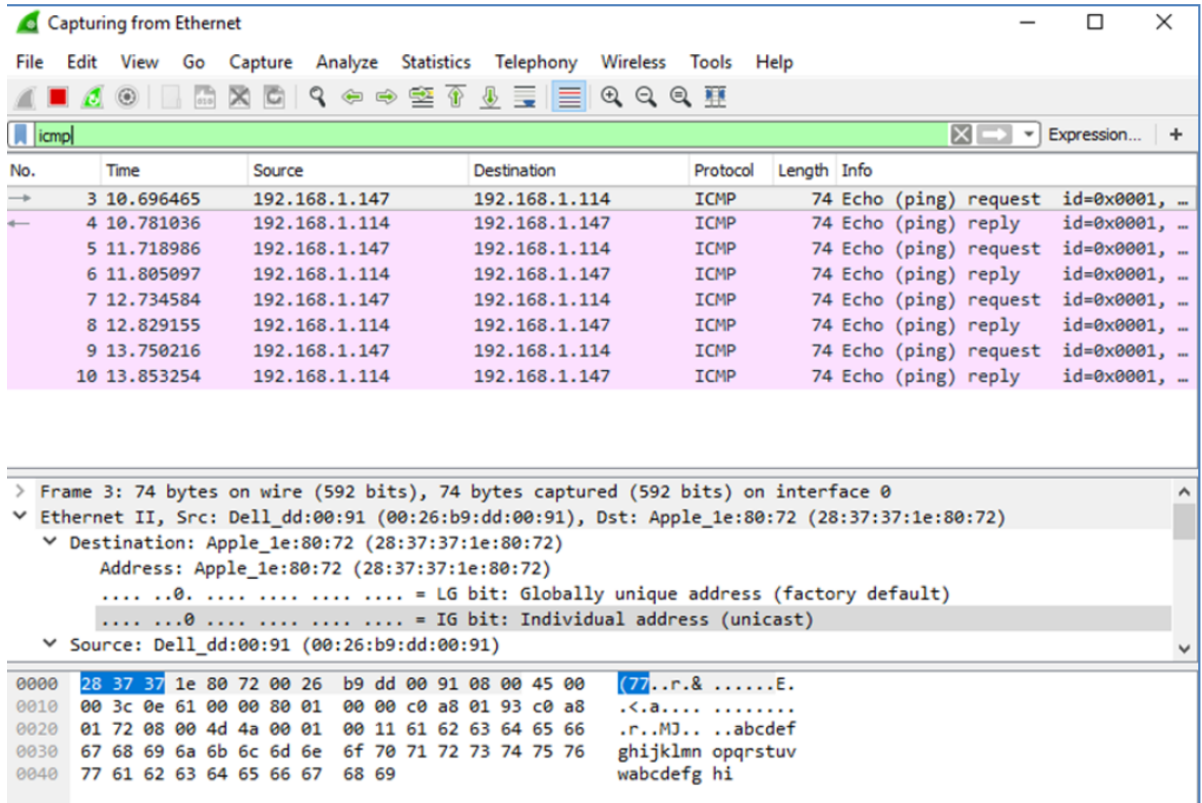 Capturing from Ethernet
File Edit View Go Capture Analyze Statistics Telephony Wireless Tools Help
icmp Expression... +
No. Time Source Destination Protocol Length Info
3 10.696465 192.168.1.147 192.168.1.114 ICMP 74 Echo (ping) request id=0x0001, …
4 10.781036 192.168.1.114 192.168.1.147 ICMP 74 Echo (ping) reply id=0x0001, …
5 11.718986 192.168.1.147 192.168.1.114 ICMP 74 Echo (ping) request id=0x0001, …
6 11.805097 192.168.1.114 192.168.1.147 ICMP 74 Echo (ping) reply id=0x0001, …
7 12.734584 192.168.1.147 192.168.1.114 ICMP 74 Echo (ping) request id=0x0001, …
8 12.829155 192.168.1.114 192.168.1.147 ICMP 74 Echo (ping) reply id=0x0001, …
9 13.750216 192.168.1.147 192.168.1.114 ICMP 74 Echo (ping) request id=0x0001, …
10 13.853254 192.168.1.114 192.168.1.147 ICMP 74 Echo (ping) reply id=0x0001, …
> Frame 3: 74 bytes on wire (592 bits), 74 bytes captured (592 bits) on interface 0
Ethernet II, Src: Dell_dd:00:91 (00:26:b9:dd:00:91), Dst: Apple_1e:80:72 (28:37:37:1e:80:72)
Destination: Apple_1e:80:72 (28:37:37:1e:80:72)
Address: Apple_1e:80:72 (28:37:37:1e:80:72)
.... ..0. .... .... .... .... = LG bit: Globally unique address (factory default)
.... ...0 .... .... .... .... = IG bit: Individual address (unicast)
Source: Dell_dd:00:91 (00:26:b9:dd:00:91)
0000 28 37 37 1e 80 72 00 26 b9 dd 00 91 08 00 45 00 (77..r.& ......E.
0010 00 3c 0e 61 00 00 80 01 00 00 c0 a8 01 93 c0 a8 .<.a.... ........
0020 01 72 08 00 4d 4a 00 01 00 11 61 62 63 64 65 66 .r..MJ.. ..abcdef
0030 67 68 69 6a 6b 6c 6d 6e 6f 70 71 72 73 74 75 76 ghijklmn opqrstuv
0040 77 61 62 63 64 65 66 67 68 69 wabcdefg hi